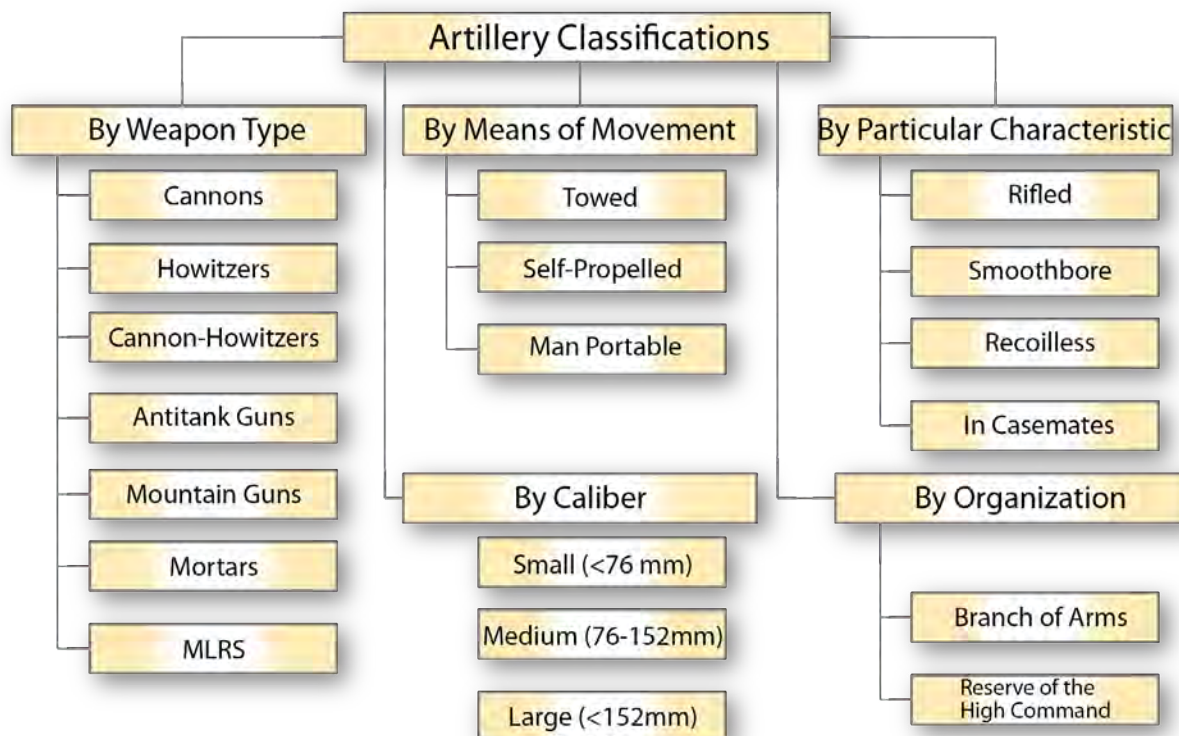 Artillery Classifications
By Weapon Type
Cannons
Howitzers
Cannon-Howitzers
Antitank Guns
Mountain Guns
Mortars
MLRS
By Means of Movement
Towed
Self-Propelled
Man Portable
By Particular Characteristic
Rifled
Smoothbore
Recoilless
In Casemates
By Caliber
Small (<76 mm)
Medium (76-152mm)
Large (<152mm)
By Organization
Branch of Arms
Reserve of the
High Command